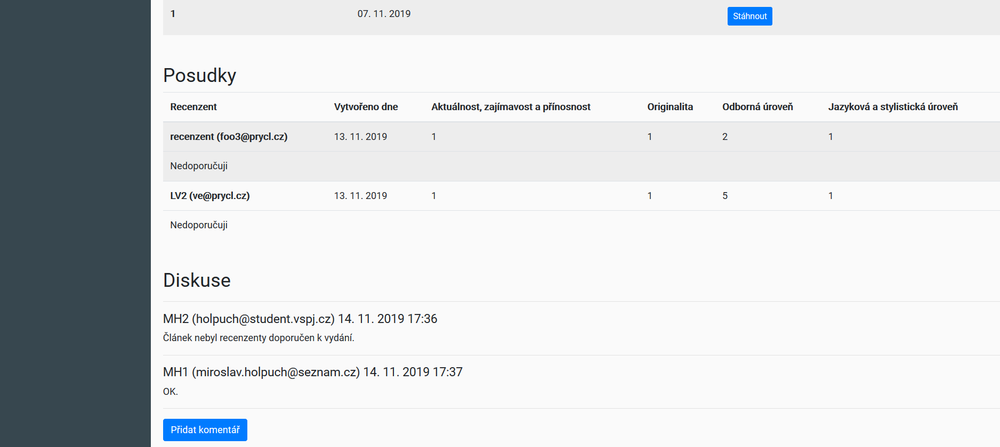 1 07. 11. 2019 Stáhnout
Posudky
Recenzent Vytvořeno dne Aktuálnost, zajímavost a přínosnost Originalita Odborná úroveň Jazyková a stylistická úroveň
recenzent (foo3@prycl.cz) 13. 11. 2019 1 1 2 1
Nedoporučuji
LV2 (ve@prycl.cz) 13. 11. 2019 1 1 5 1
Nedoporučuji
Diskuse
MH2 (holpuch@student.vspj.cz) 14. 11. 2019 17:36
Článek nebyl recenzenty doporučen k vydání.
MH1 (miroslav.holpuch@seznam.cz) 14. 11. 2019 17:37
OK.
Přidat komentář